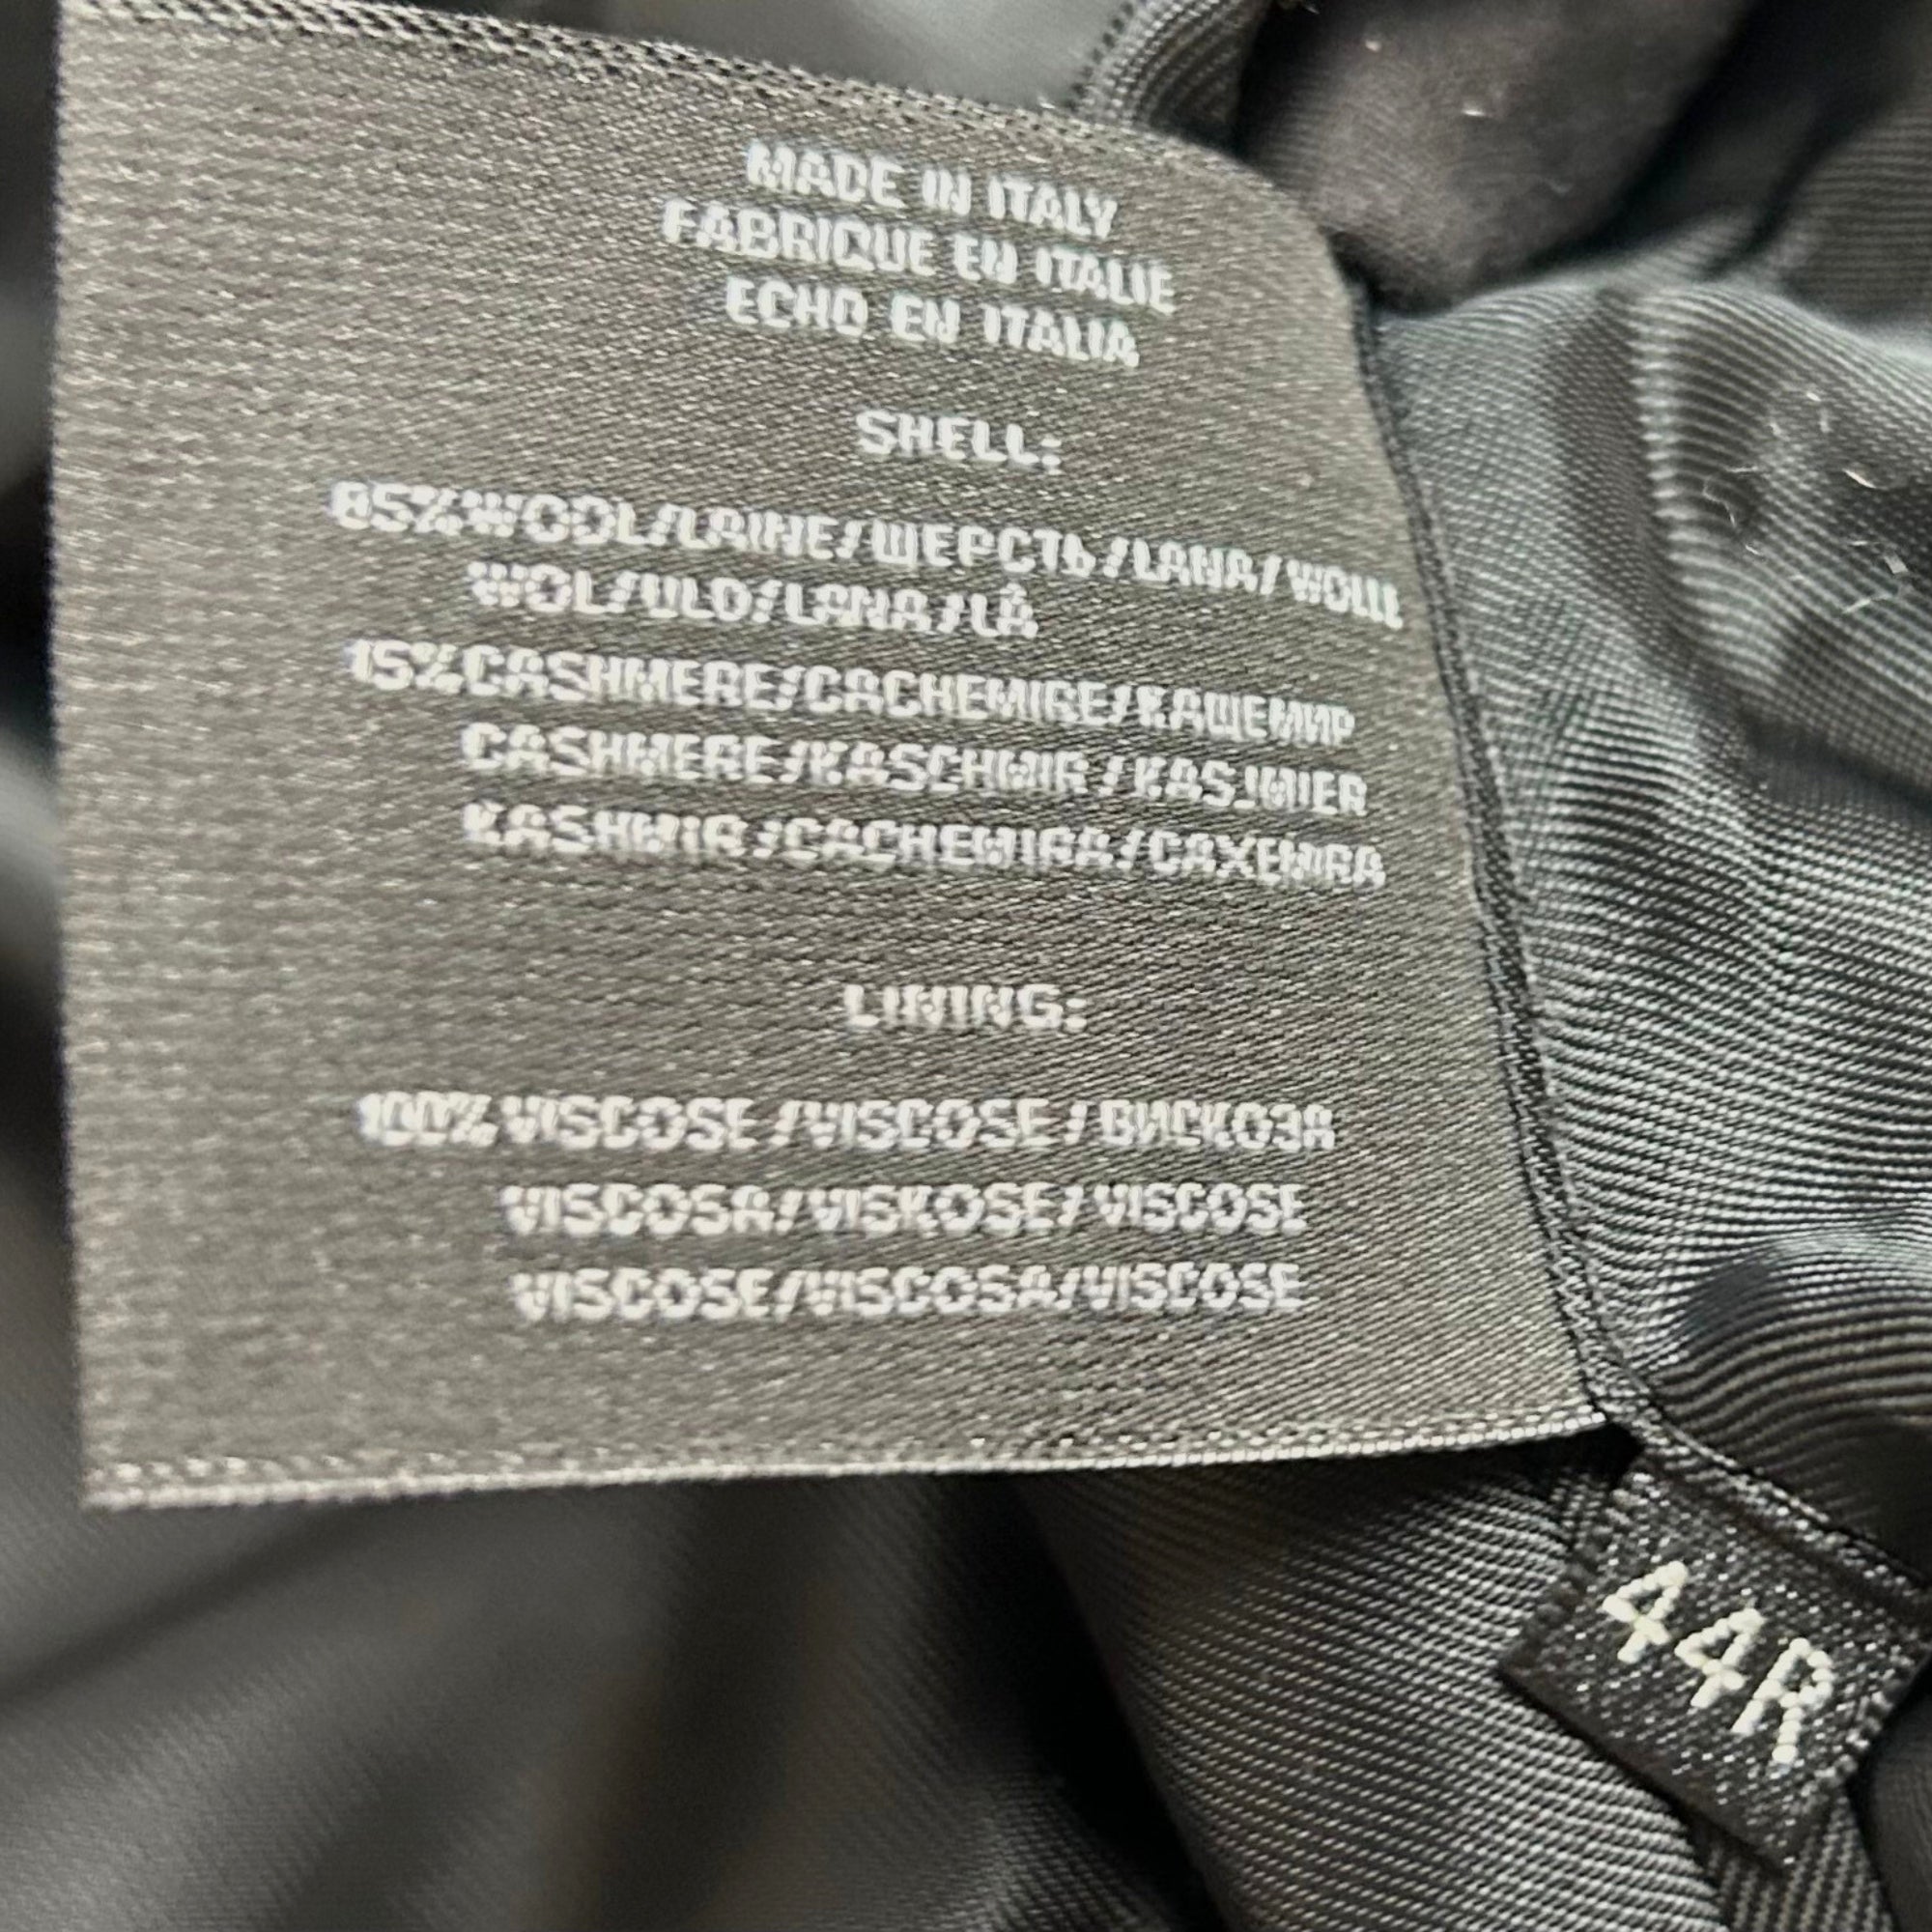 MADE IN ITALY
FABRIQUE EN ITALIE
ECHO EN ITALIA
SHELL:
85%WOOL/LAINE/ШЕРСТЬ/LANA/WOLLE
WOL/ULD/LANA/LÃ
15%CASHMERE/CACHEMIRE/КАШЕМИР
CASHMERE/KASCHMIR/KASJMIER
KASHMIR/CACHEMIRA/CAXEMIRA
LINING:
100%VISCOSE/VISCOSE/ВИСКОЗА
VISCOSA/VISKOSE/VISCOSE
VISCOSE/VISCOSA/VISCOSE
44R